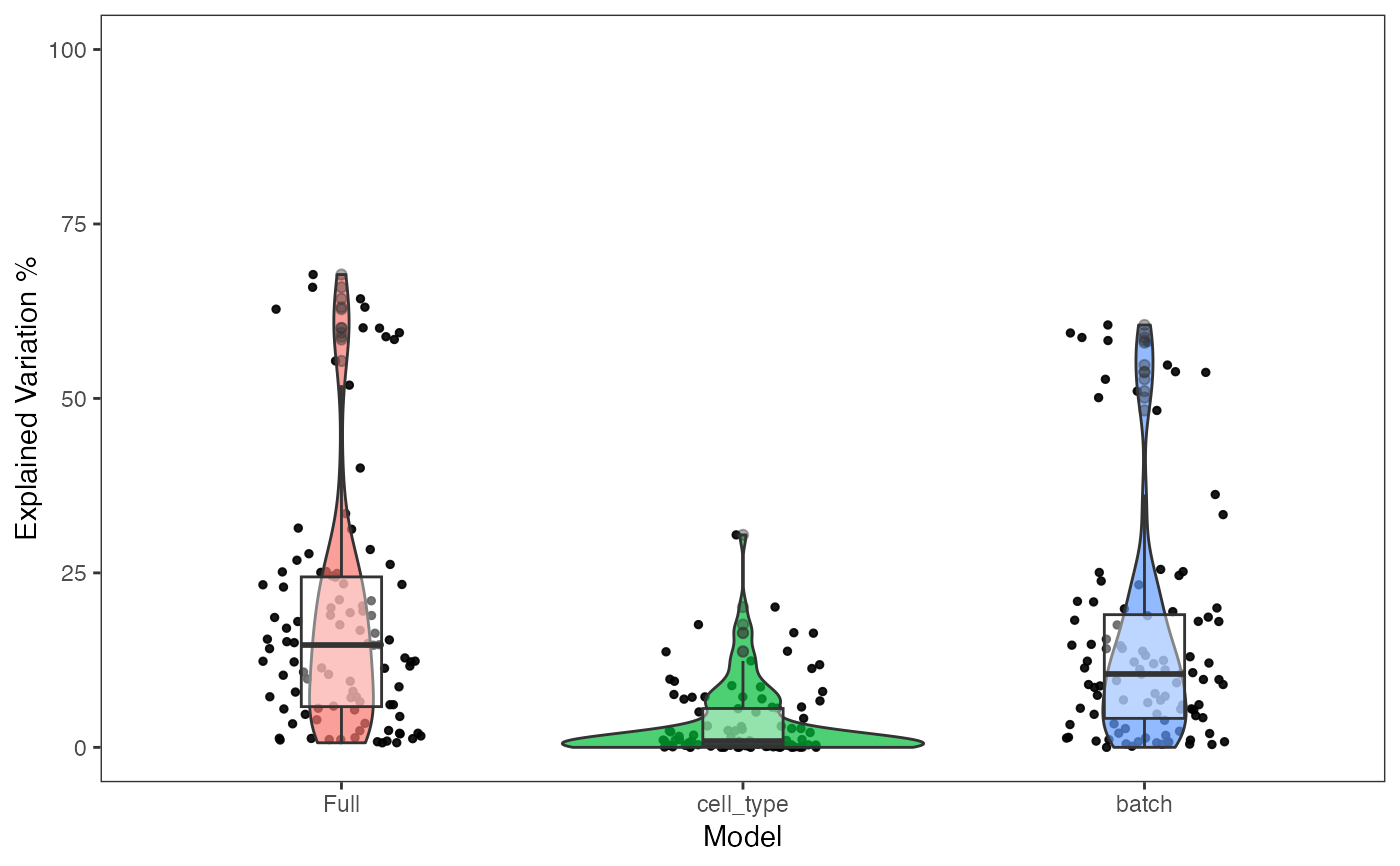 100
75
50
25
0
Explained Variation %
Full
cell_type
batch
Model